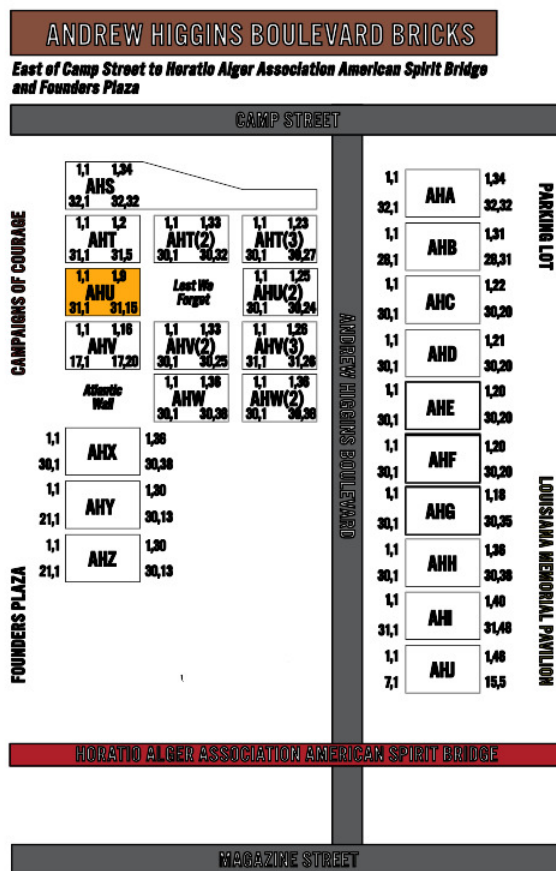 ANDREW HIGGINS BOULEVARD BRICKS
East of Camp Street to Horatio Alger Association American Spirit Bridge
and Founders Plaza
CAMP STREET
CAMPAIGNS OF COURAGE
FOUNDERS PLAZA
1,1 1,34
AHS
32,1 32,32
1,1 1,2
AHT
31,1 31,5
1,1 1,33
AHT(2)
30,1 30,32
1,1 1,23
AHT(3)
30,1 30,27
1,1 1,9
AHU
31,1 31,15
Lest We
Forget
1,1 1,25
AHU(2)
30,1 30,24
1,1 1,16
AHV
17,1 17,20
1,1 1,33
AHV(2)
30,1 30,25
1,1 1,26
AHV(3)
31,1 31,26
Atlantic
Wall
1,1 1,36
AHW
30,1 30,38
1,1 1,36
AHW(2)
30,1 30,38
1,1 1,36
AHX
30,1 30,38
1,1 1,30
AHY
21,1 30,13
1,1 1,30
AHZ
21,1 30,13
ANDREW HIGGINS BOULEVARD
1,1 1,34
AHA
32,1 32,32
1,1 1,31
AHB
28,1 28,31
1,1 1,22
AHC
30,1 30,20
1,1 1,21
AHD
30,1 30,20
1,1 1,20
AHE
30,1 30,20
1,1 1,20
AHF
30,1 30,20
1,1 1,18
AHG
30,1 30,35
1,1 1,36
AHH
30,1 30,38
1,1 1,40
AHI
31,1 31,48
1,1 1,48
AHJ
7,1 15,5
PARKING LOT
LOUISIANA MEMORIAL PAVILION
HORATIO ALGER ASSOCIATION AMERICAN SPIRIT BRIDGE
MAGAZINE STREET